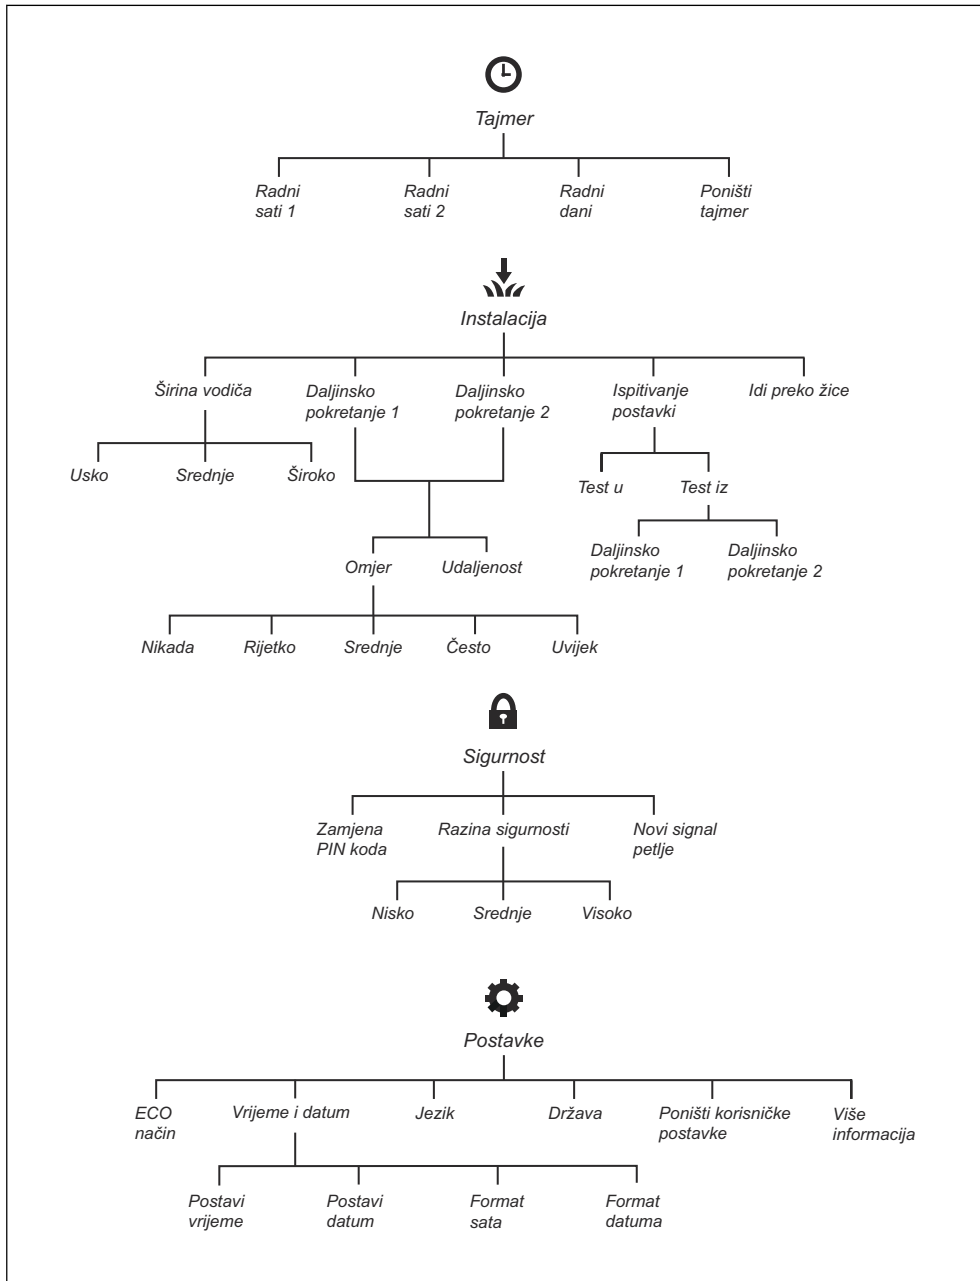 Tajmer
Radni
sati 1
Radni
sati 2
Radni
dani
Poništi
tajmer
Instalacija
Širina vodiča
Daljinsko
pokretanje 1
Daljinsko
pokretanje 2
Ispitivanje
postavki
Idi preko žice
Usko
Srednje
Široko
Test u
Test iz
Daljinsko
pokretanje 1
Daljinsko
pokretanje 2
Omjer
Udaljenost
Nikada
Rijetko
Srednje
Često
Uvijek
Sigurnost
Zamjena
PIN koda
Razina sigurnosti
Novi signal
petlje
Nisko
Srednje
Visoko
Postavke
ECO
način
Vrijeme i datum
Jezik
Država
Poništi korisničke
postavke
Više
informacija
Postavi
vrijeme
Postavi
datum
Format
sata
Format
datuma